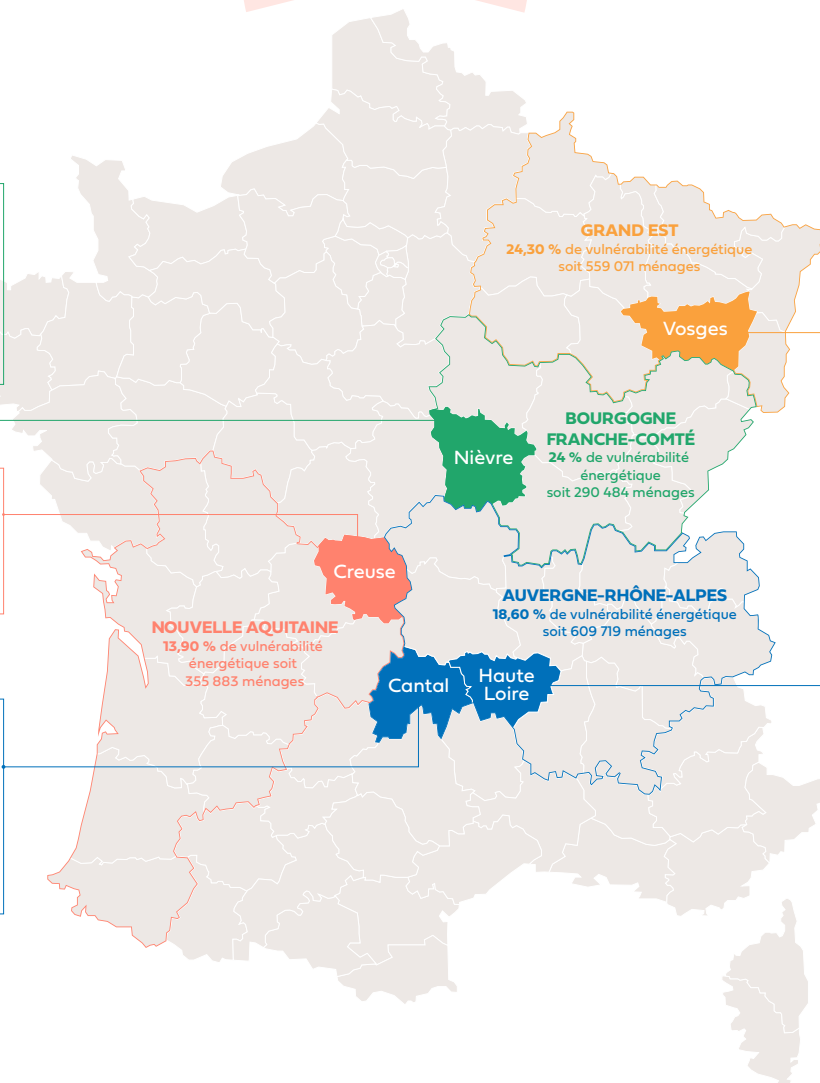 GRAND EST
24,30 % de vulnérabilité énergétique
soit 559 071 ménages
Vosges
BOURGOGNE
FRANCHE-COMTÉ
24 % de vulnérabilité
énergétique
soit 290 484 ménages
Nièvre
Creuse
AUVERGNE-RHÔNE-ALPES
18,60 % de vulnérabilité énergétique
soit 609 719 ménages
NOUVELLE AQUITAINE
13,90 % de vulnérabilité
énergétique soit
355 883 ménages
Cantal
Haute
Loire